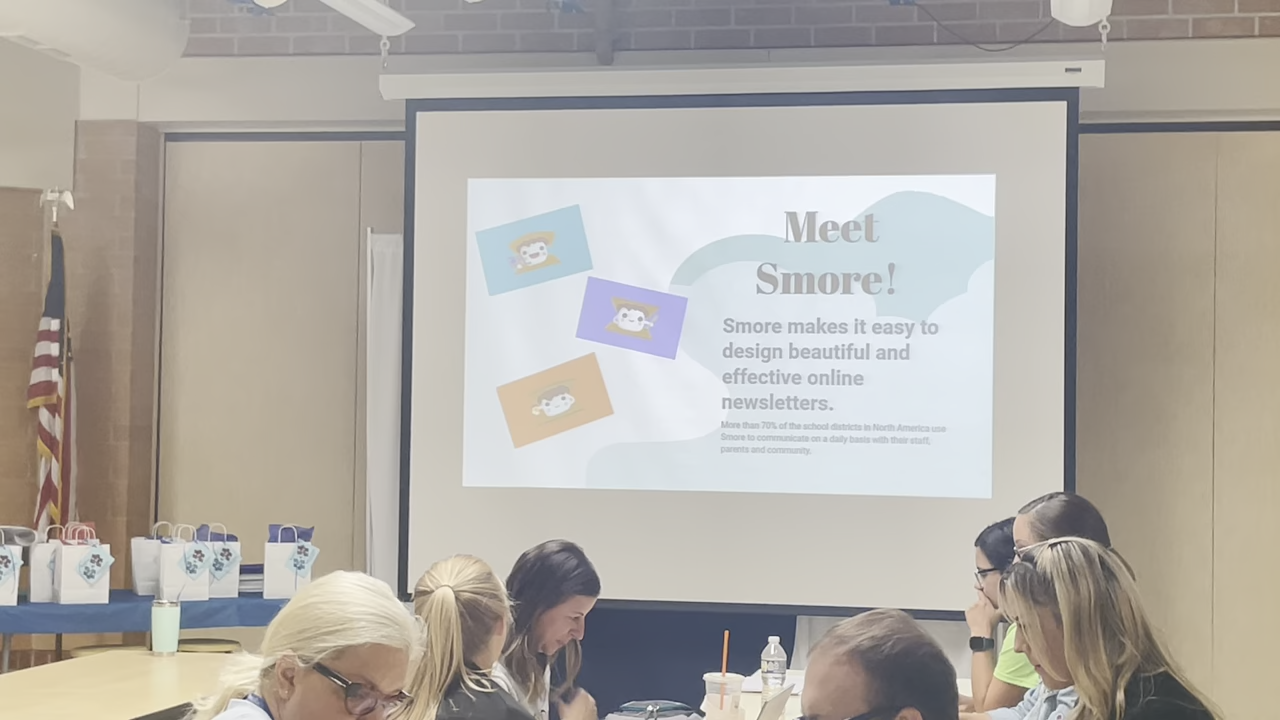 Meet
Smore!
Smore makes it easy to
design beautiful and
effective online
newsletters.
More than 70% of the school districts in North America use
Smore to communicate on a daily basis with their staff,
parents and community.